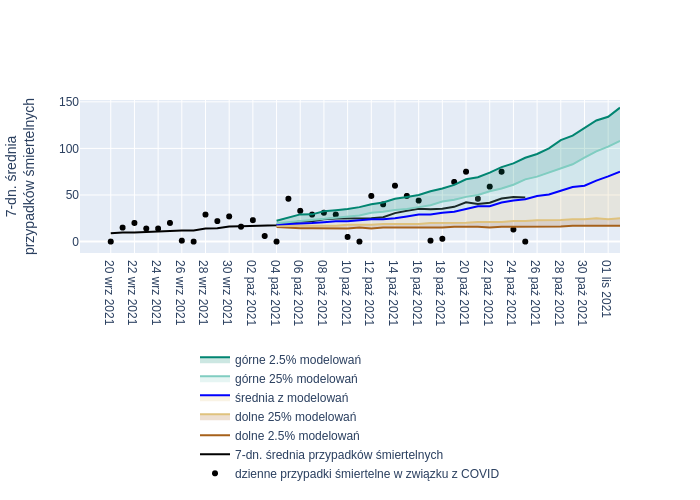 7-dn. średnia
przypadków śmiertelnych
150
100
50
0
20 wrz 2021
22 wrz 2021
24 wrz 2021
26 wrz 2021
28 wrz 2021
30 wrz 2021
02 paź 2021
04 paź 2021
06 paź 2021
08 paź 2021
10 paź 2021
12 paź 2021
14 paź 2021
16 paź 2021
18 paź 2021
20 paź 2021
22 paź 2021
24 paź 2021
26 paź 2021
28 paź 2021
30 paź 2021
01 lis 2021
górne 2.5% modelowań
górne 25% modelowań
średnia z modelowań
dolne 25% modelowań
dolne 2.5% modelowań
7-dn. średnia przypadków śmiertelnych
dzienne przypadki śmiertelne w związku z COVID